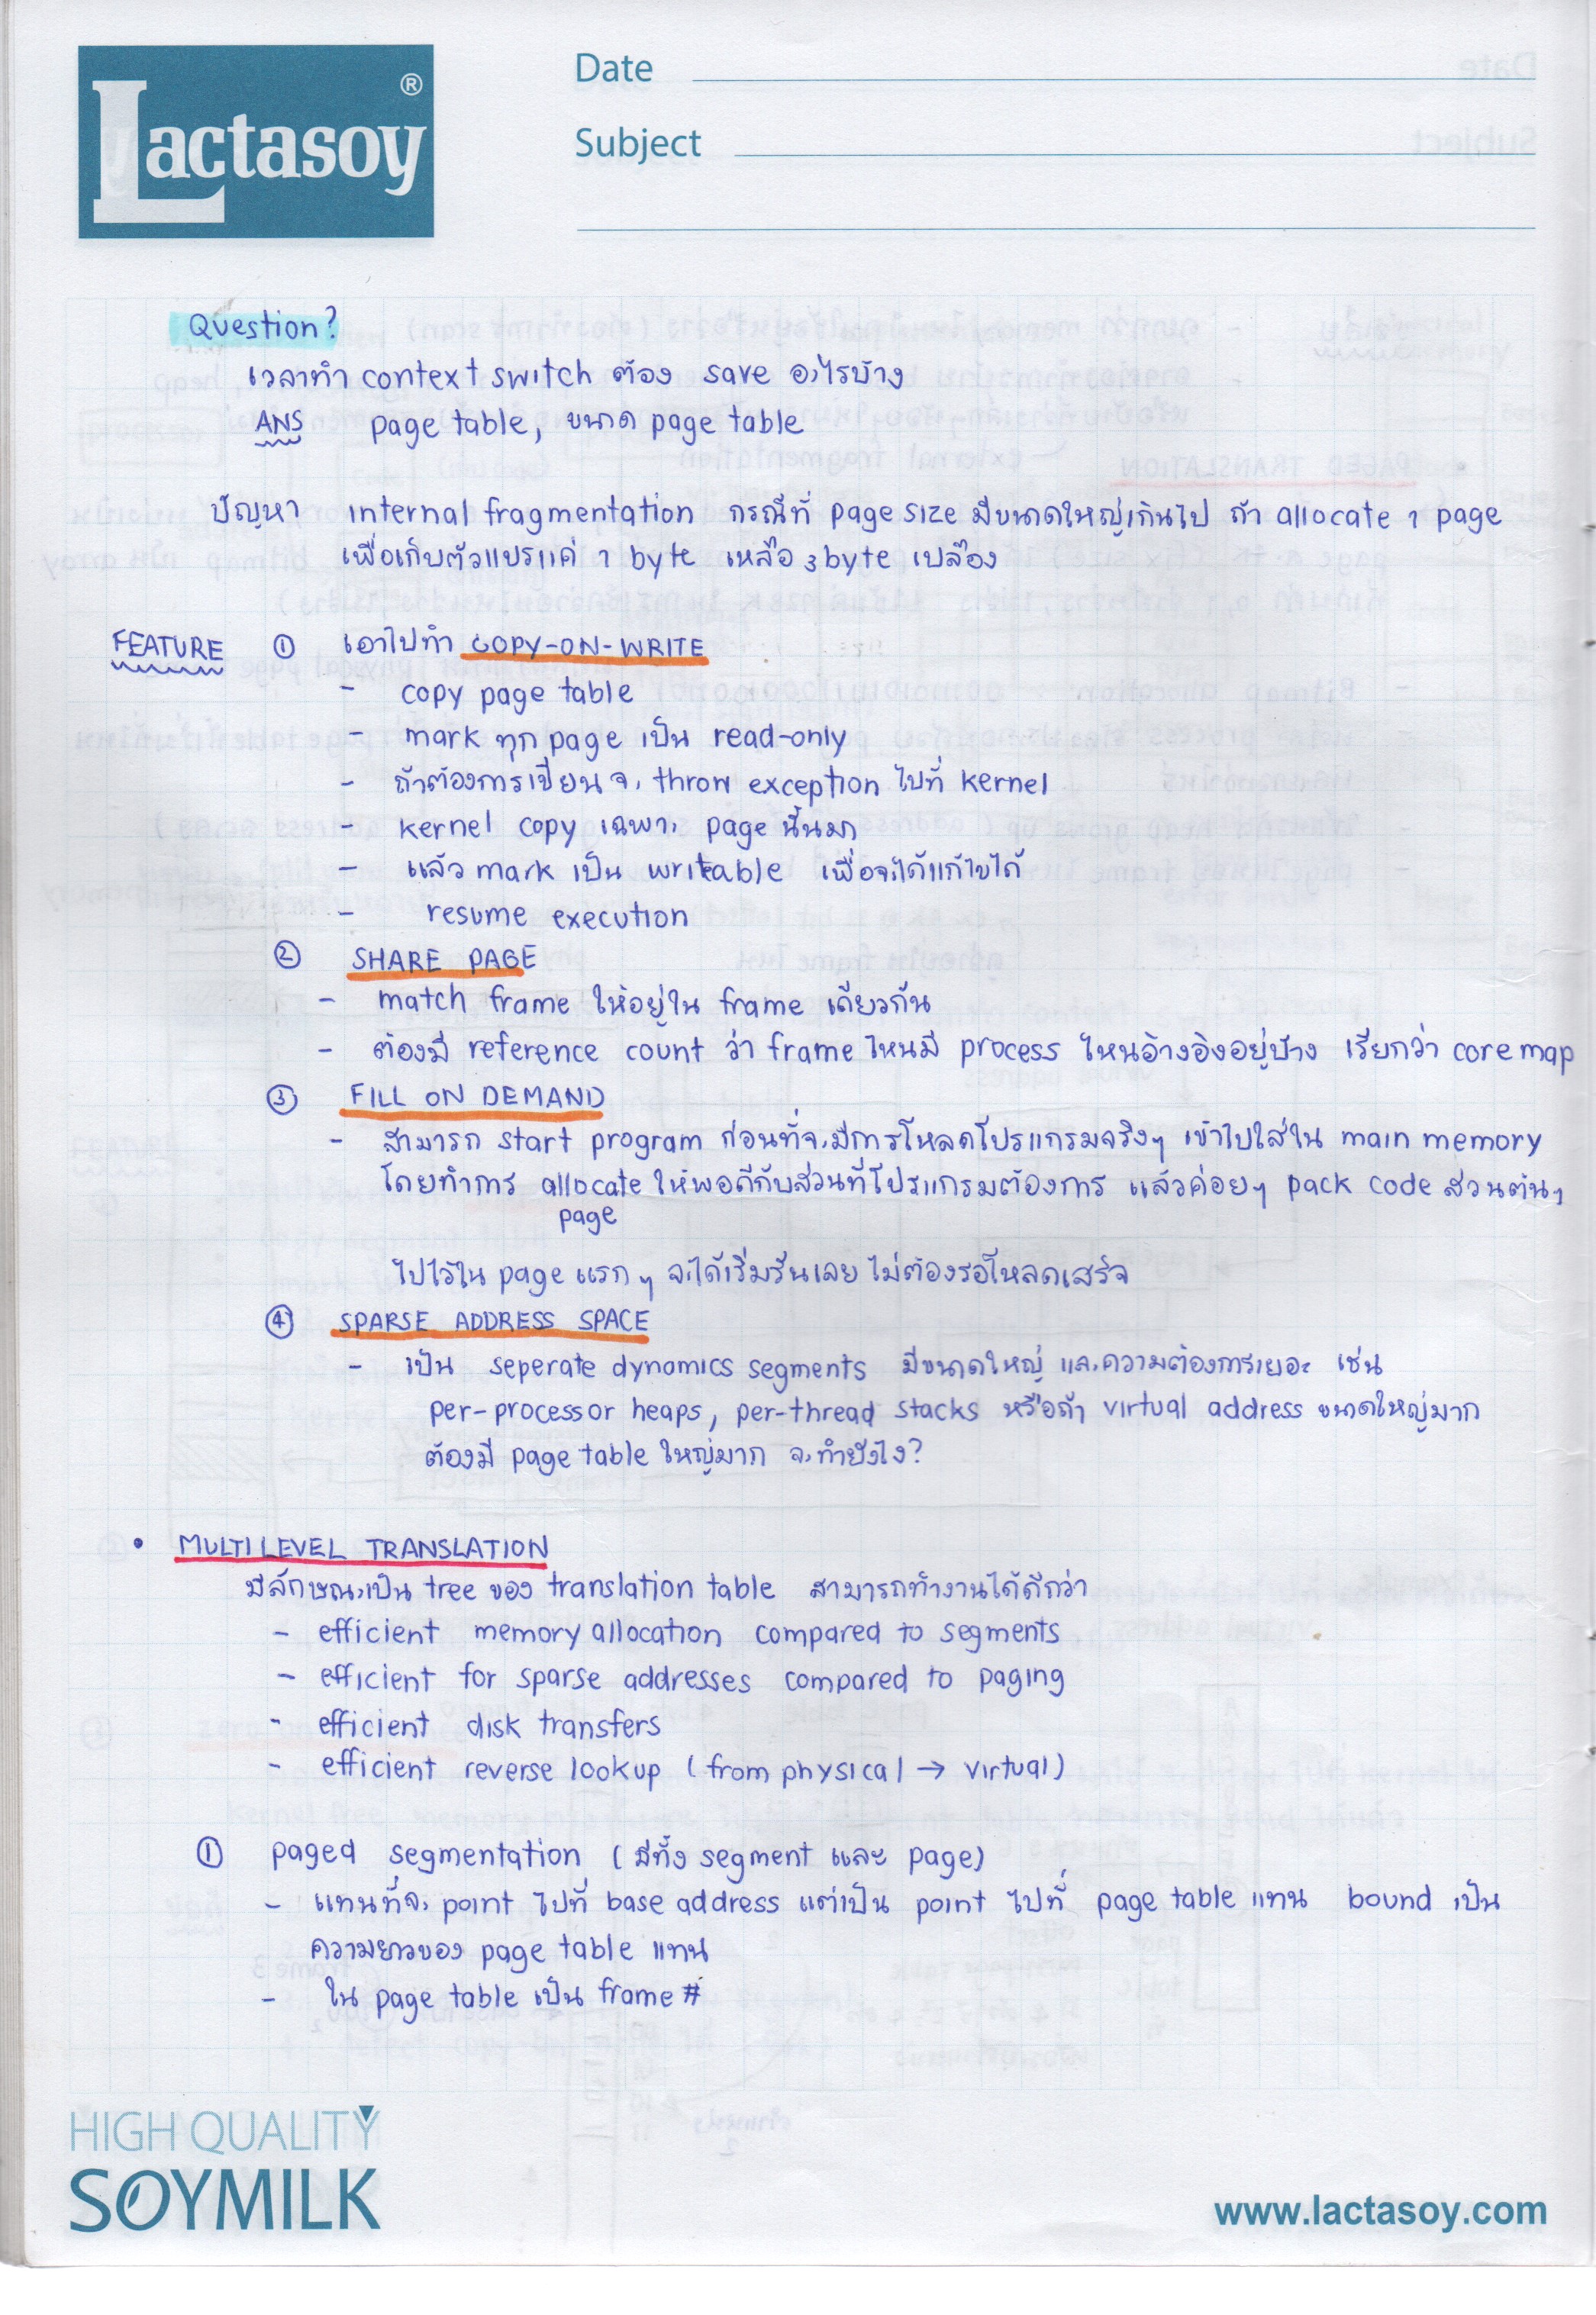 Lactasoy ®
Date
Subject
Question?
เวลาทำ context switch ต้อง save อะไรบ้าง
ANS page table, ขนาด page table
ปัญหา internal fragmentation กรณีที่ page size มีขนาดใหญ่เกินไป ถ้า allocate 1 page
เพื่อเก็บตัวแปรแค่ 1 byte เหลือ 3 byte เปลือง
FEATURE ① เอาไปทำ COPY-ON-WRITE
- copy page table
- mark ทุก page เป็น read-only
- ถ้าต้องการเขียนจะ throw exception ไปที่ kernel
- kernel copy เฉพาะ page นั้นมา
- แล้ว mark เป็น writeable เพื่อจะได้แก้ไขได้
- resume execution
② SHARE PAGE
- match frame ให้อยู่ใน frame เดียวกัน
- ต้องมี reference count ว่า frame ไหนมี process ไหนอ้างอิงอยู่บ้าง เรียกว่า core map
③ FILL ON DEMAND
- สามารถ start program ก่อนที่จะมีการโหลดโปรแกรมจริงๆ เข้าไปใส่ใน main memory
โดยทำการ allocate ให้พอดีกับส่วนที่โปรแกรมต้องการ แล้วค่อยๆ pack code ส่วนต้นๆ
page
ไปไว้ใน page แรกๆ จะได้เริ่มรันเลย ไม่ต้องรอโหลดเสร็จ
④ SPARSE ADDRESS SPACE
- เป็น seperate dynamics segments มีขนาดใหญ่ และความต้องการเยอะ เช่น
per-processor heaps, per-thread stacks หรือถ้า virtual address ขนาดใหญ่มาก
ต้องมี page table ใหญ่มาก จะทำยังไง?
• MULTILEVEL TRANSLATION
มีลักษณะเป็น tree ของ translation table สามารถทำงานได้ดีกว่า
- efficient memory allocation compared to segments
- efficient for sparse addresses compared to paging
- efficient disk transfers
- efficient reverse lookup (from physical → virtual)
① paged segmentation (มีทั้ง segment และ page)
- แทนที่จะ point ไปที่ base address แต่เป็น point ไปที่ page table แทน bound เป็น
ความยาวของ page table แทน
- ใน page table เป็น frame #
HIGH QUALITY
SOYMILK
www.lactasoy.com